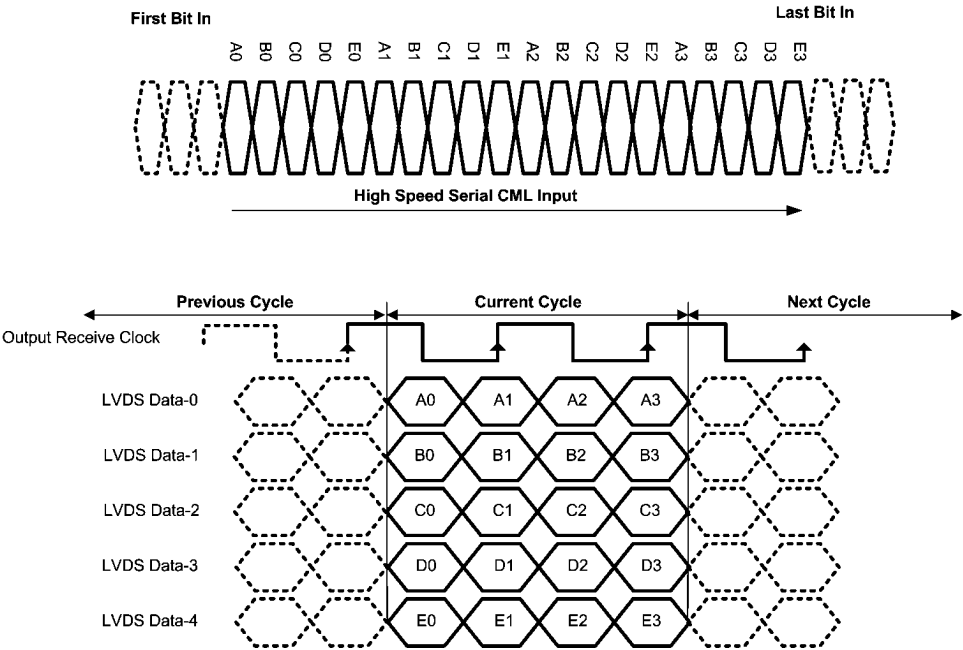 First Bit In
Last Bit In
A0 B0 C0 D0 E0 A1 B1 C1 D1 E1 A2 B2 C2 D2 E2 A3 B3 C3 D3 E3
High Speed Serial CML Input
Previous Cycle Current Cycle Next Cycle
Output Receive Clock
LVDS Data-0 A0 A1 A2 A3
LVDS Data-1 B0 B1 B2 B3
LVDS Data-2 C0 C1 C2 C3
LVDS Data-3 D0 D1 D2 D3
LVDS Data-4 E0 E1 E2 E3